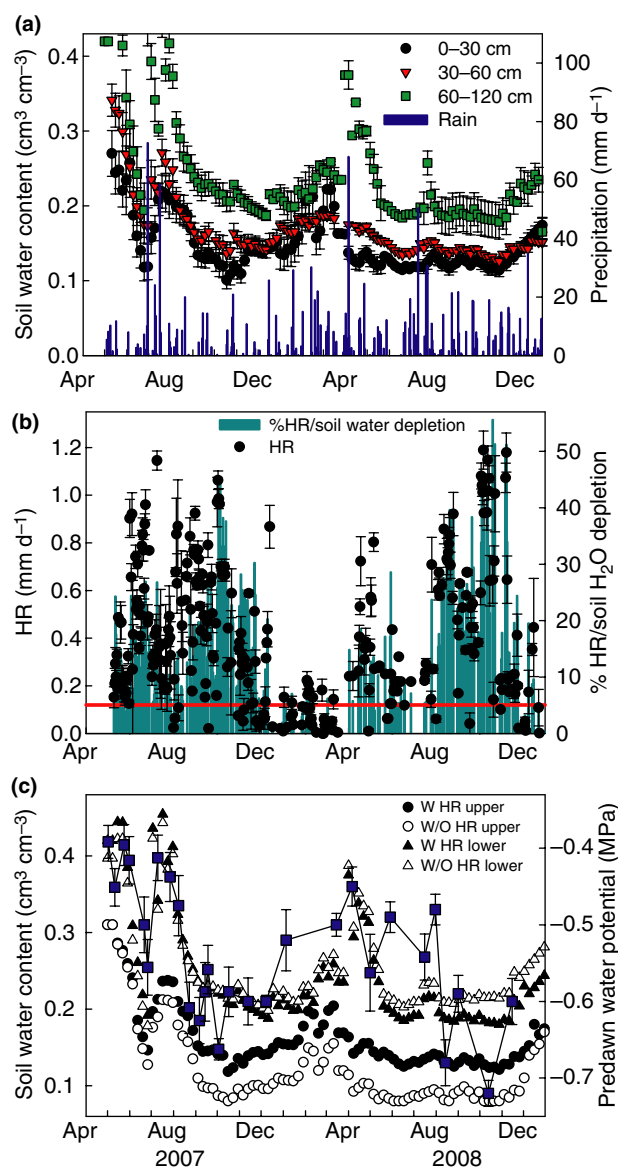 (a)
0.4
0.3
0.2
0.1
0.0
Soil water content (cm³ cm⁻³)
0–30 cm
30–60 cm
60–120 cm
Rain
100
80
60
40
20
0
Precipitation (mm d⁻¹)
Apr Aug Dec Apr Aug Dec
(b)
1.2
1.0
0.8
0.6
0.4
0.2
0.0
HR (mm d⁻¹)
%HR/soil water depletion
HR
50
40
30
20
10
0
% HR/soil H₂O depletion
Apr Aug Dec Apr Aug Dec
(c)
0.4
0.3
0.2
0.1
Soil water content (cm³ cm⁻³)
W HR upper
W/O HR upper
W HR lower
W/O HR lower
−0.4
−0.5
−0.6
−0.7
Predawn water potential (MPa)
Apr Aug Dec Apr Aug Dec
2007 2008